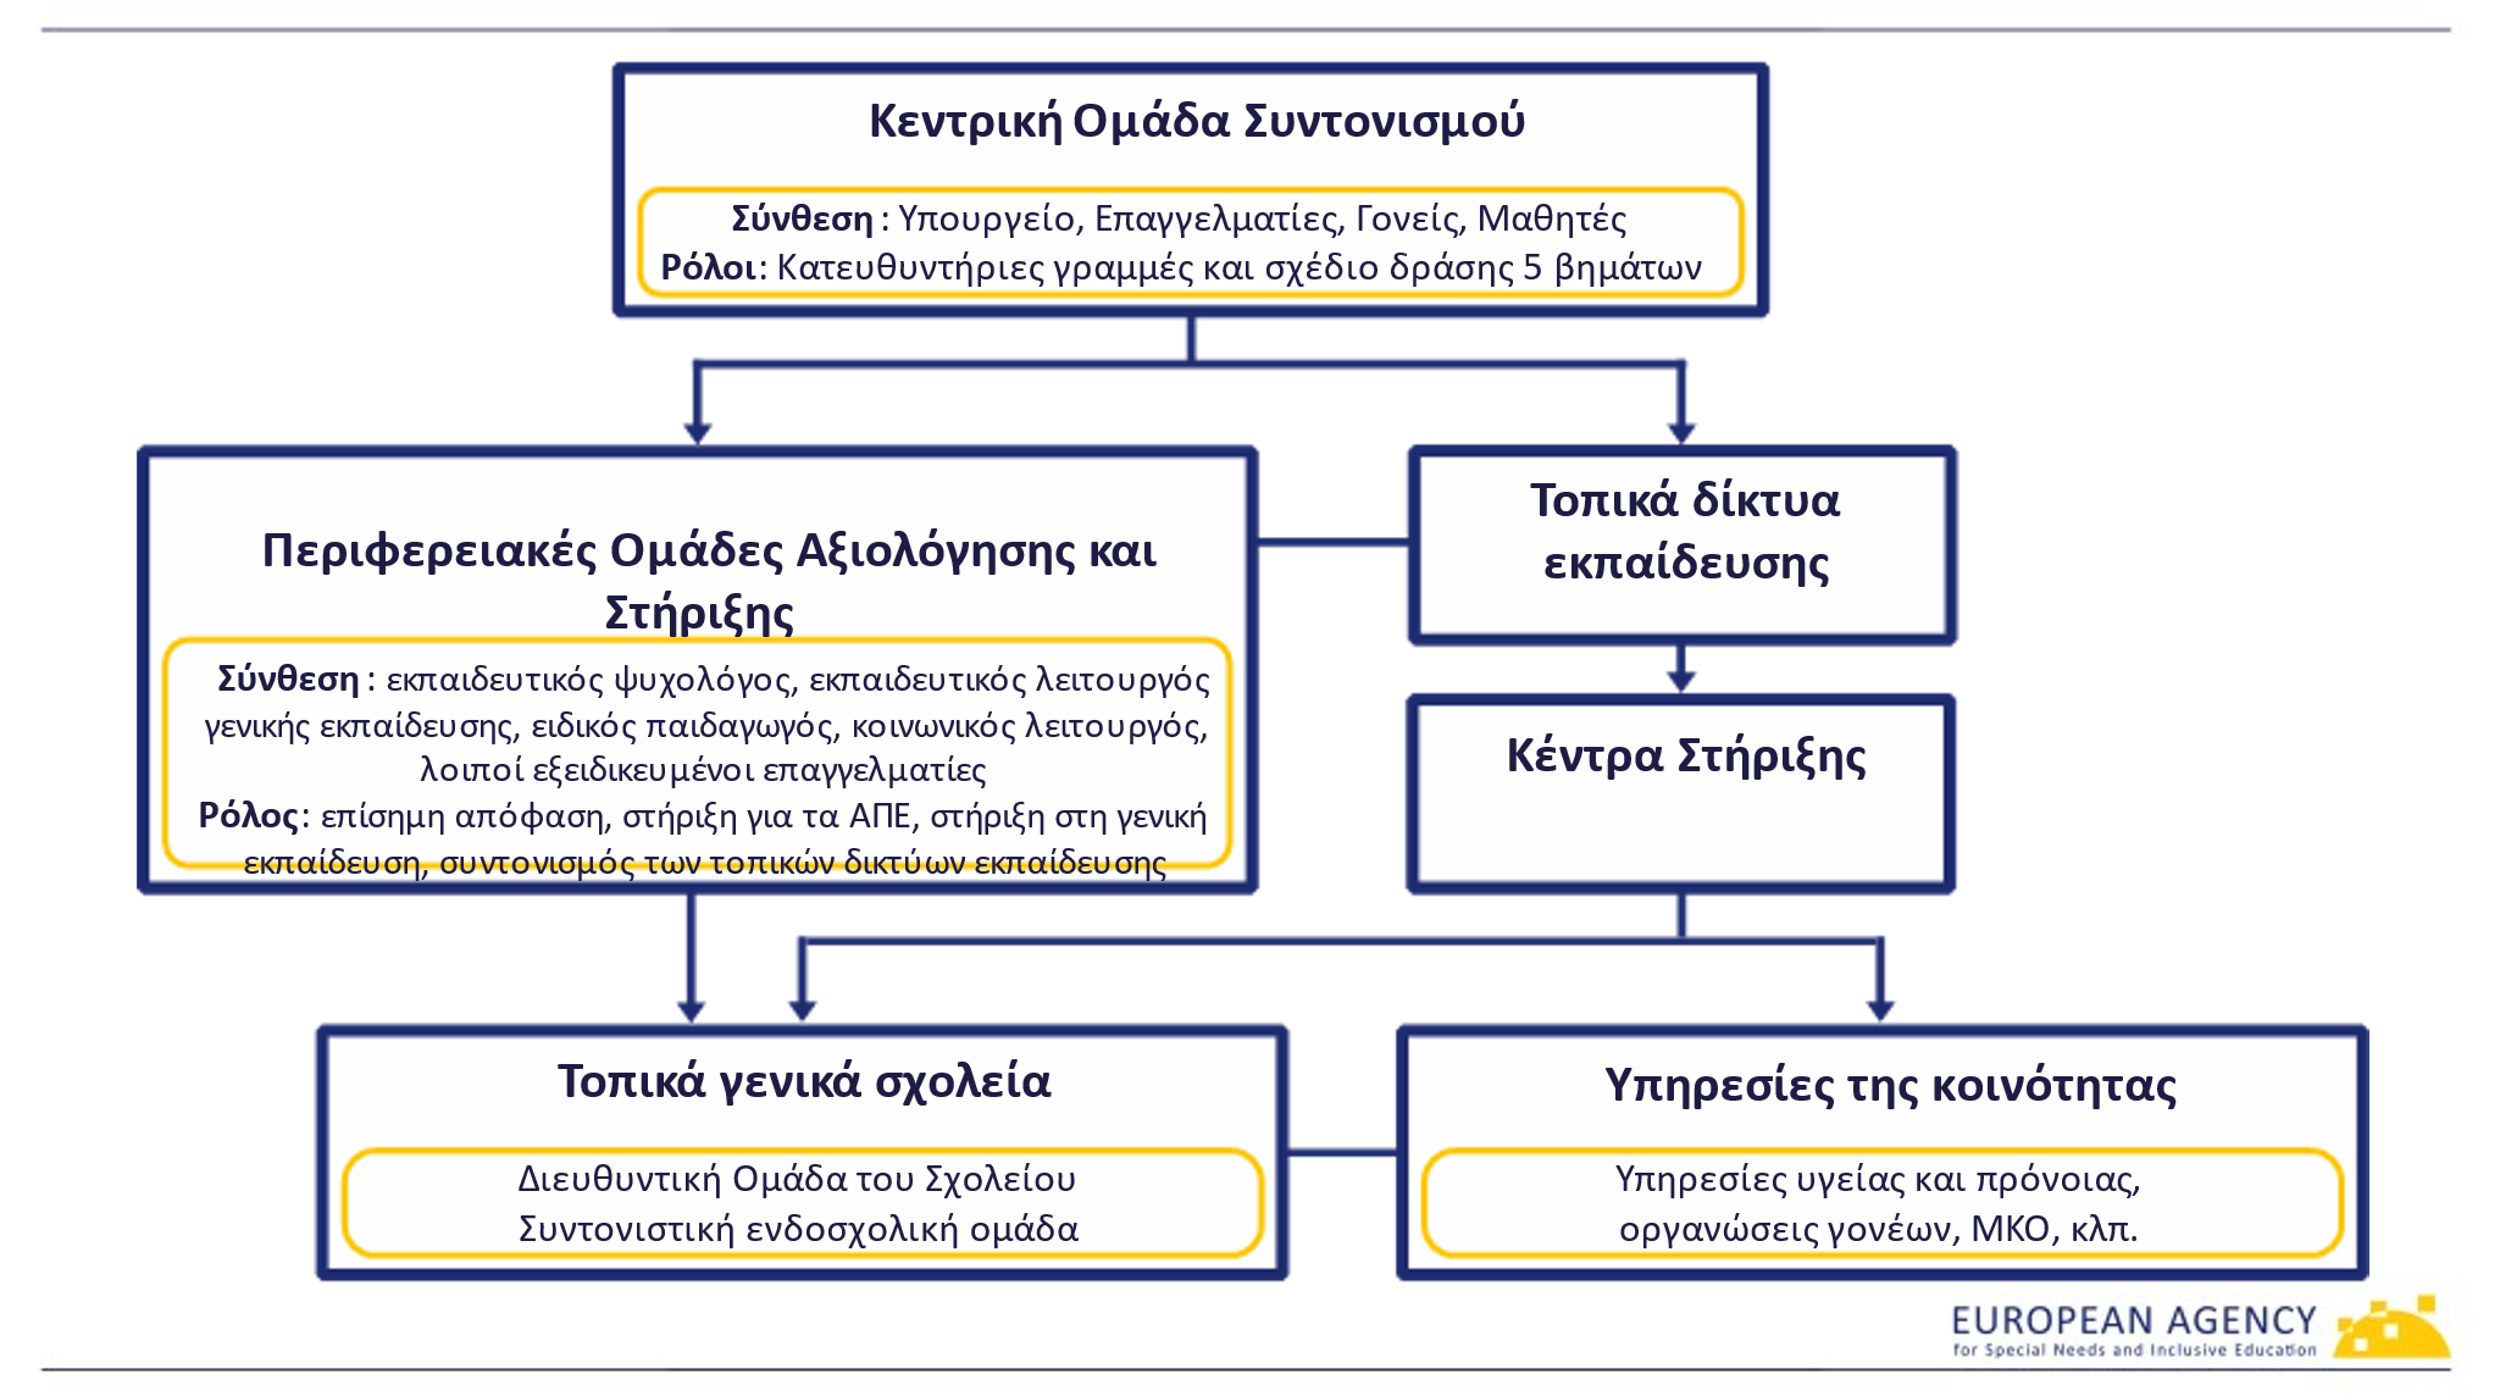 Κεντρική Ομάδα Συντονισμού
Σύνθεση : Υπουργείο, Επαγγελματίες, Γονείς, Μαθητές
Ρόλοι: Κατευθυντήριες γραμμές και σχέδιο δράσης 5 βημάτων
Περιφερειακές Ομάδες Αξιολόγησης και
Στήριξης
Σύνθεση : εκπαιδευτικός ψυχολόγος, εκπαιδευτικός λειτουργός
γενικής εκπαίδευσης, ειδικός παιδαγωγός, κοινωνικός λειτουργός,
λοιποί εξειδικευμένοι επαγγελματίες
Ρόλος: επίσημη απόφαση, στήριξη για τα ΑΠΕ, στήριξη στη γενική
εκπαίδευση, συντονισμός των τοπικών δικτύων εκπαίδευσης
Τοπικά δίκτυα
εκπαίδευσης
Κέντρα Στήριξης
Τοπικά γενικά σχολεία
Διευθυντική Ομάδα του Σχολείου
Συντονιστική ενδοσχολική ομάδα
Υπηρεσίες της κοινότητας
Υπηρεσίες υγείας και πρόνοιας,
οργανώσεις γονέων, ΜΚΟ, κλπ.
EUROPEAN AGENCY
for Special Needs and Inclusive Education